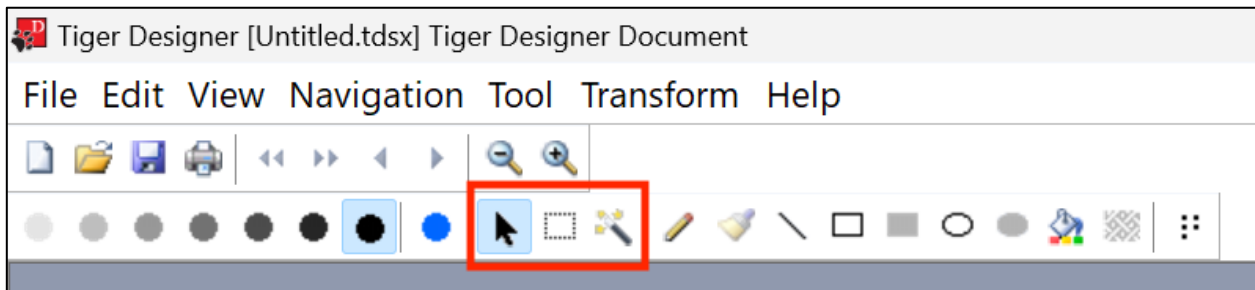 Tiger Designer [Untitled.tdsx] Tiger Designer Document
File Edit View Navigation Tool Transform Help